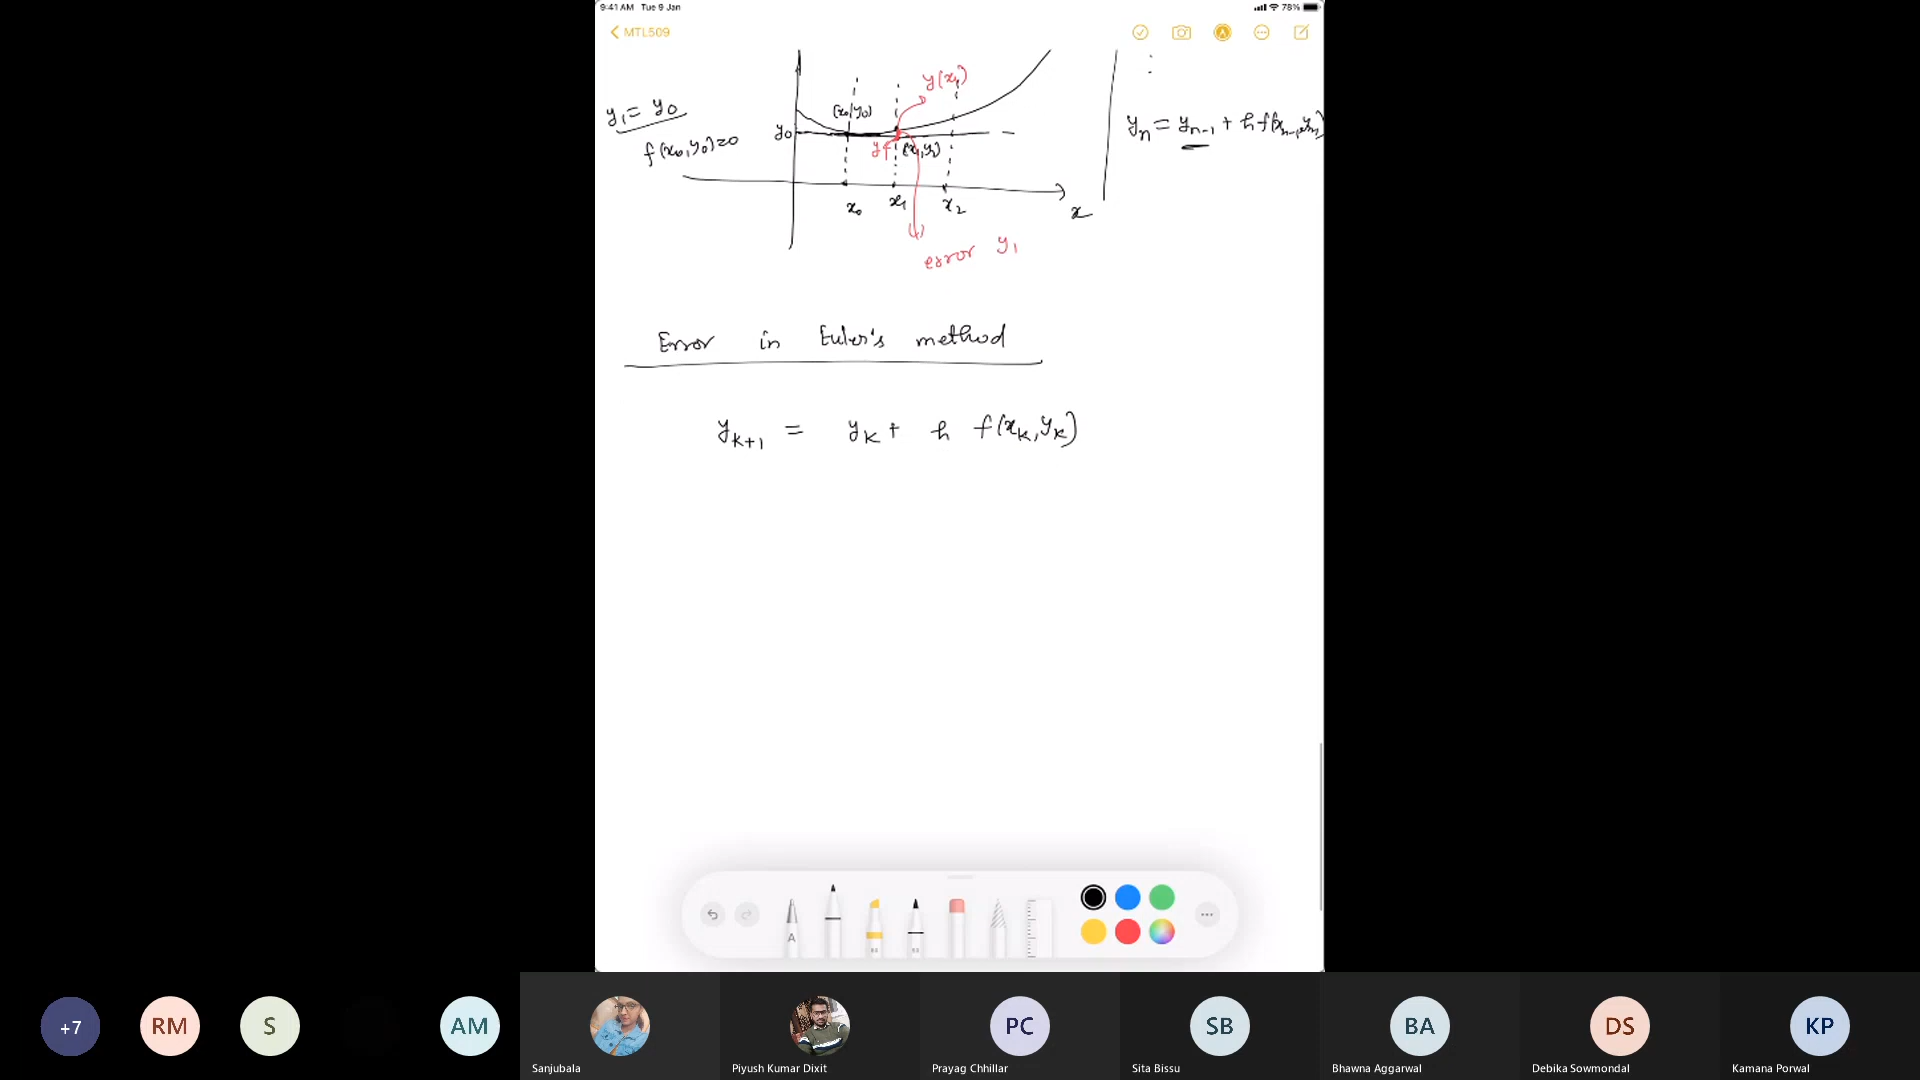 9:41 AM Tue 9 Jan
78%
MTL509
y(x₁)
y₁ = y₀
(x₀, y₀)
y₀
f(x₀, y₀) = 0
(x₁, y₁)
yₙ = yₙ₋₁ + h f(xₙ₋₁, yₙ₋₁)
x₀
x₁
x₂
x
error y₁
Error in Euler's method
yₖ₊₁ = yₖ + h f(xₖ, yₖ)
A
+7
RM
S
AM
PC
SB
BA
DS
KP
Sanjubala
Piyush Kumar Dixit
Prayag Chhillar
Sita Bissu
Bhawna Aggarwal
Debika Sowmondal
Kamana Porwal